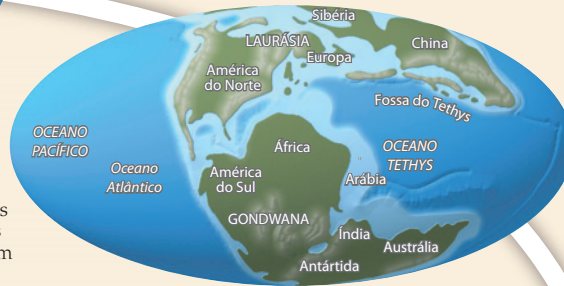 Sibéria
LAURÁSIA
Europa
China
América
do Norte
Fossa do Tethys
OCEANO
PACÍFICO
Oceano
Atlântico
África
OCEANO
TETHYS
América
do Sul
Arábia
GONDWANA
Índia
Austrália
Antártida
s
s
m